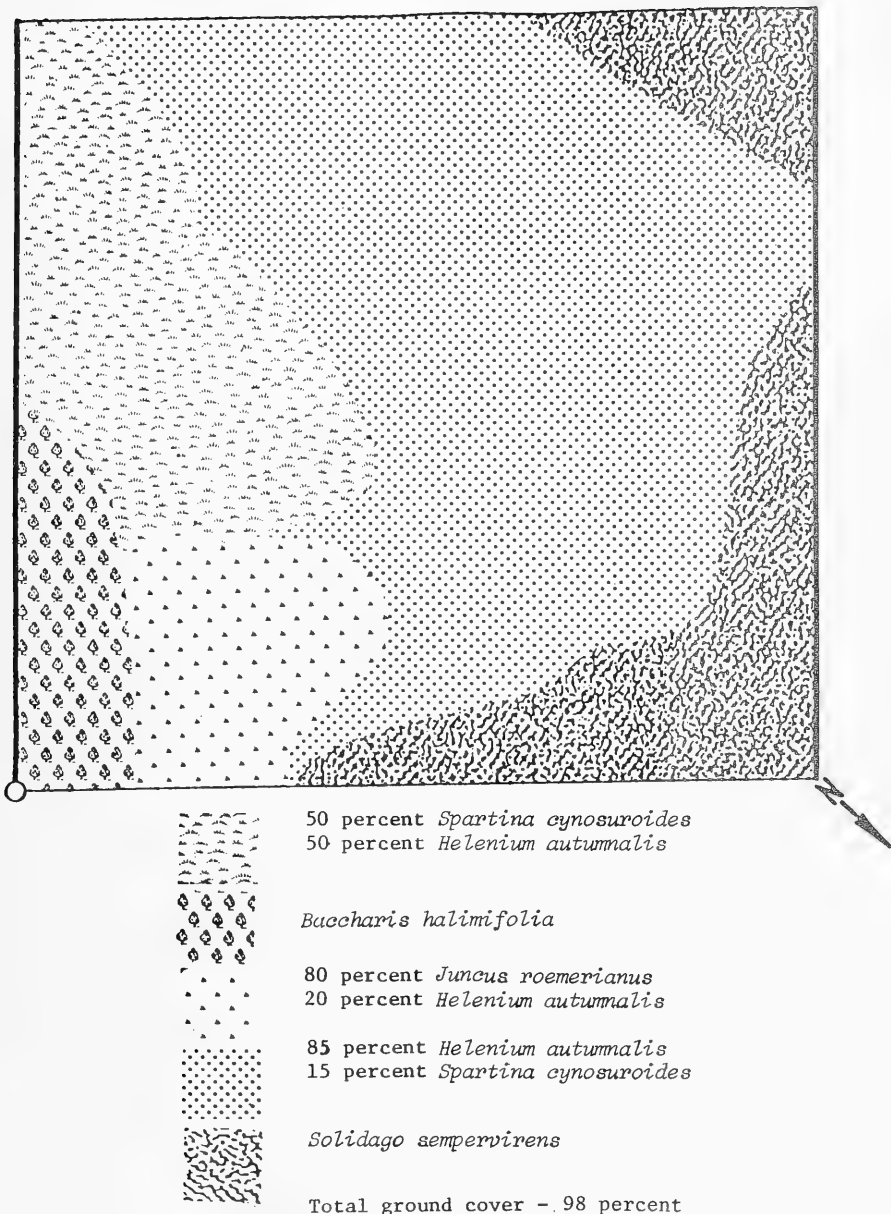 N
50 percent Spartina cynosuroides
50 percent Helenium autumnalis
Baccharis halimifolia
80 percent Juncus roemerianus
20 percent Helenium autumnalis
85 percent Helenium autumnalis
15 percent Spartina cynosuroides
Solidago sempervirens
Total ground cover - 98 percent